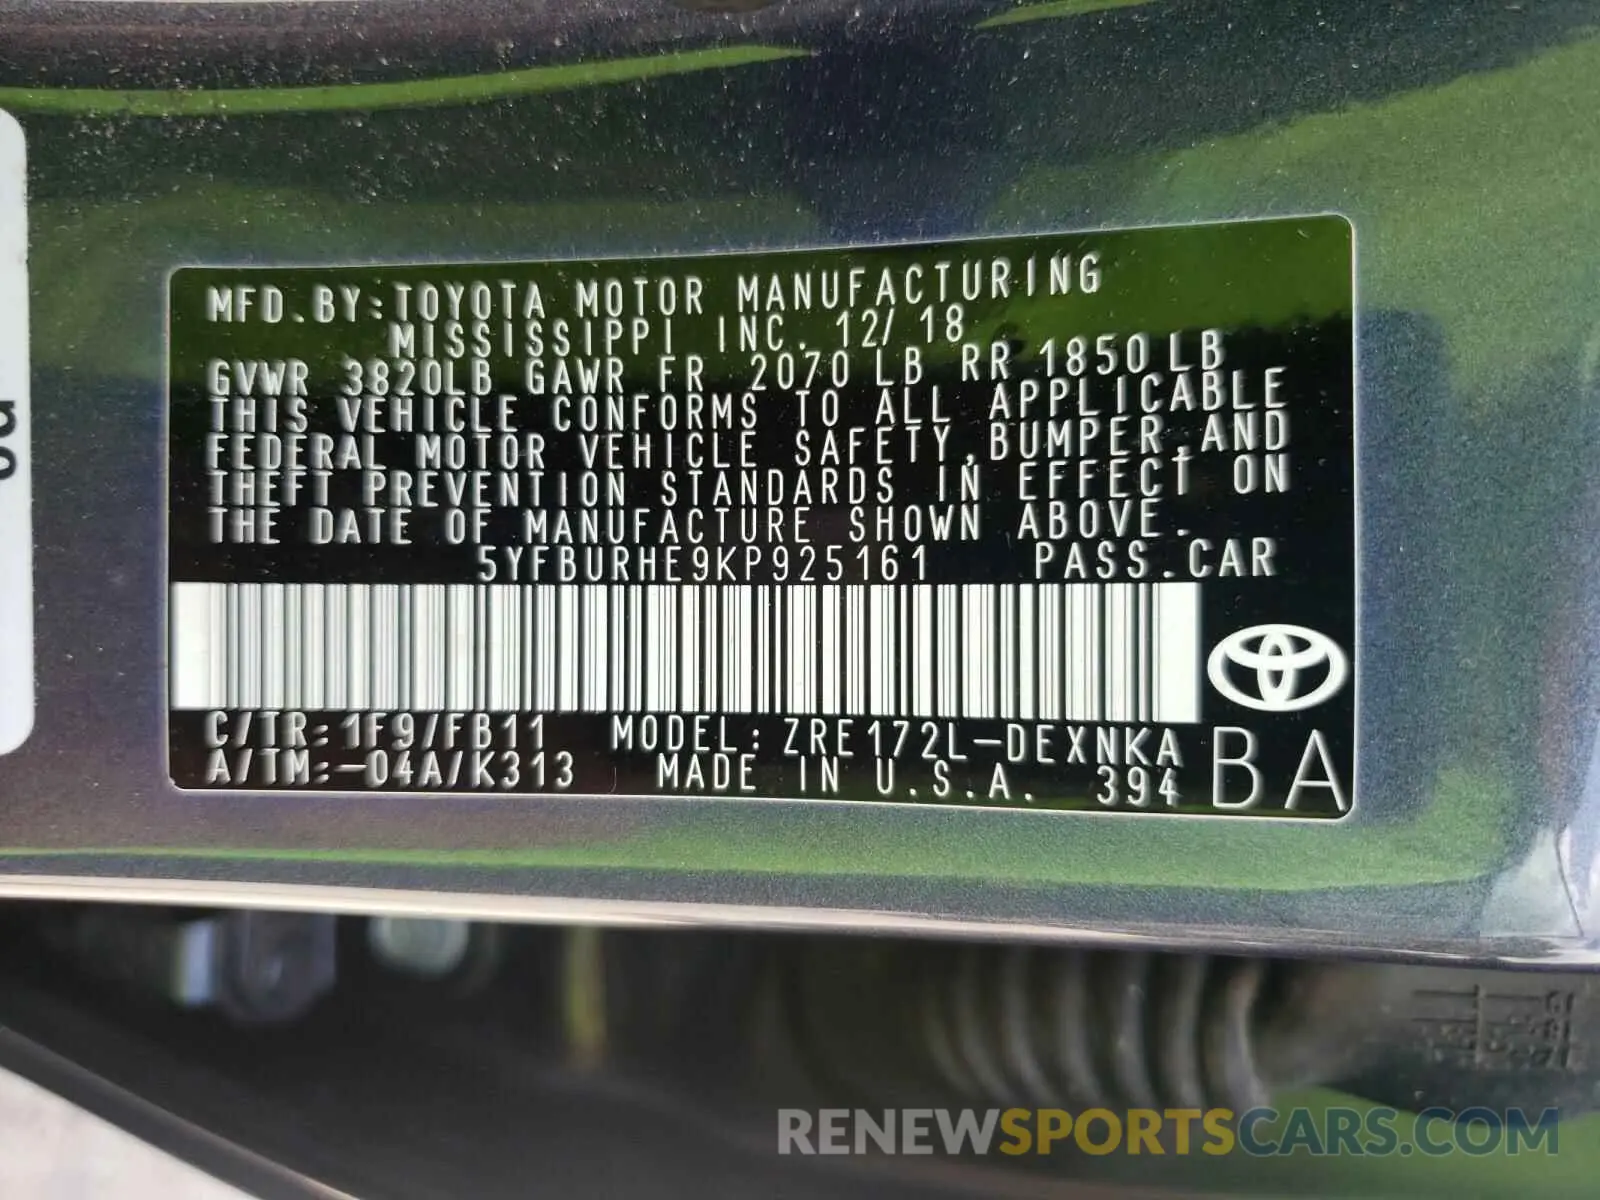 MFD.BY:TOYOTA MOTOR MANUFACTURING
MISSISSIPPI INC. 12/18
GVWR 3820LB GAWR FR 2070 LB RR 1850 LB
THIS VEHICLE CONFORMS TO ALL APPLICABLE
FEDERAL MOTOR VEHICLE SAFETY,BUMPER,AND
THEFT PREVENTION STANDARDS IN EFFECT ON
THE DATE OF MANUFACTURE SHOWN ABOVE.
5YFBURHE9KP925161 PASS.CAR
C/TR:1F9/FB11 MODEL:ZRE172L-DEXNKA
A/TM:-04A/K313 MADE IN U.S.A. 394
BA
RENEWSPORTSCARS.COM